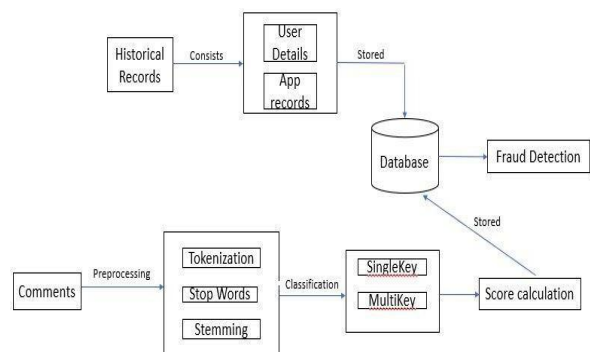 Historical
Records
Consists
User
Details
App
records
Stored
Database
Fraud Detection
Stored
Comments
Preprocessing
Tokenization
Stop Words
Stemming
Classification
SingleKey
MultiKey
Score calculation